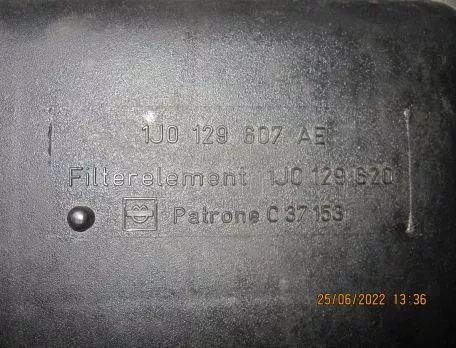 1J0 129 607 AE
Filterelement 1J0 129 620
Patrone C 37 153
25/06/2022 13:36